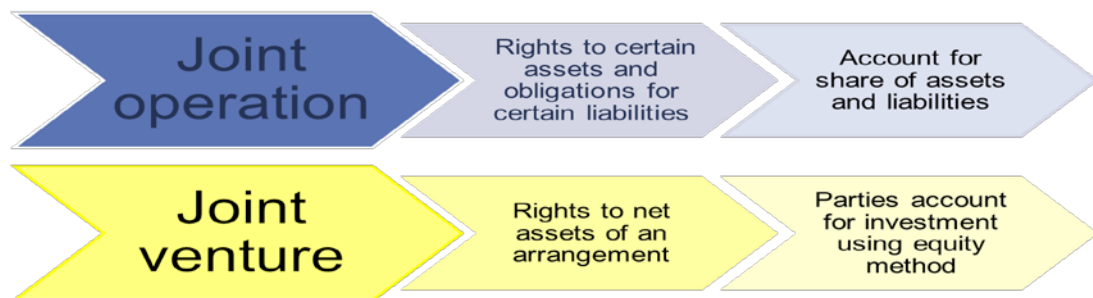 Joint
operation
Rights to certain
assets and
obligations for
certain liabilities
Account for
share of assets
and liabilities
Joint
venture
Rights to net
assets of an
arrangement
Parties account
for investment
using equity
method